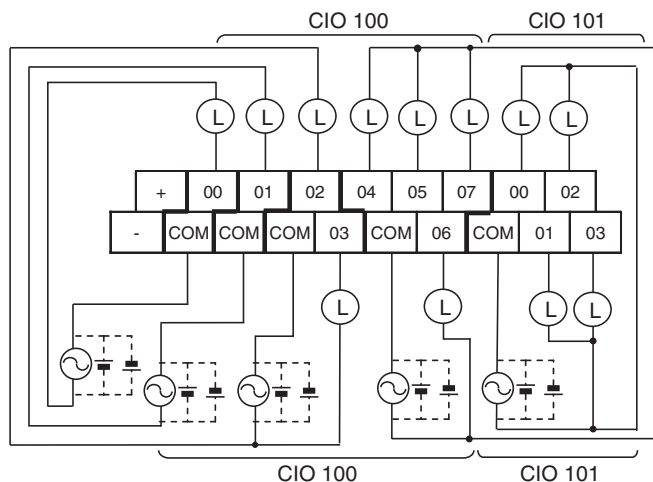 CIO 100 CIO 101
L L L L L L L L
+ 00 01 02 04 05 07 00 02
- COM COM COM 03 COM 06 COM 01 03
L L L L
CIO 100 CIO 101